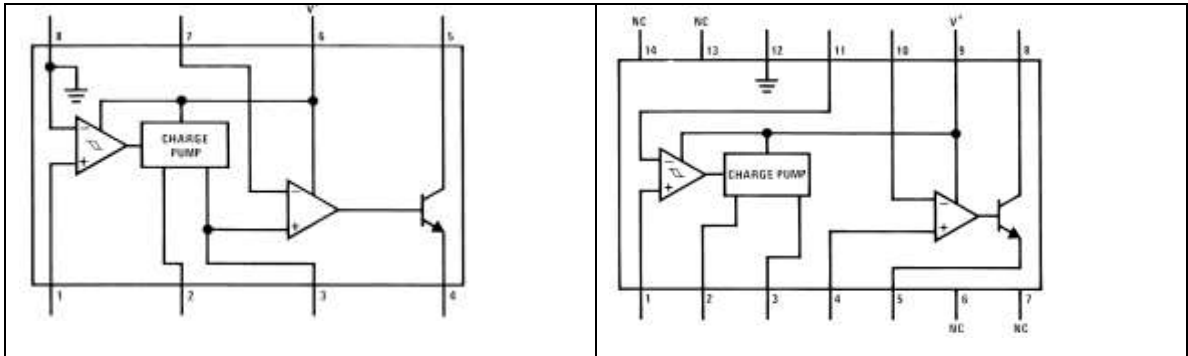 V
8 7 6 5
−
+
CHARGE
PUMP
−
+
1 2 3 4
NC NC V+
14 13 12 11 10 9 8
−
+
CHARGE PUMP
−
+
1 2 3 4 5 6 7
NC NC